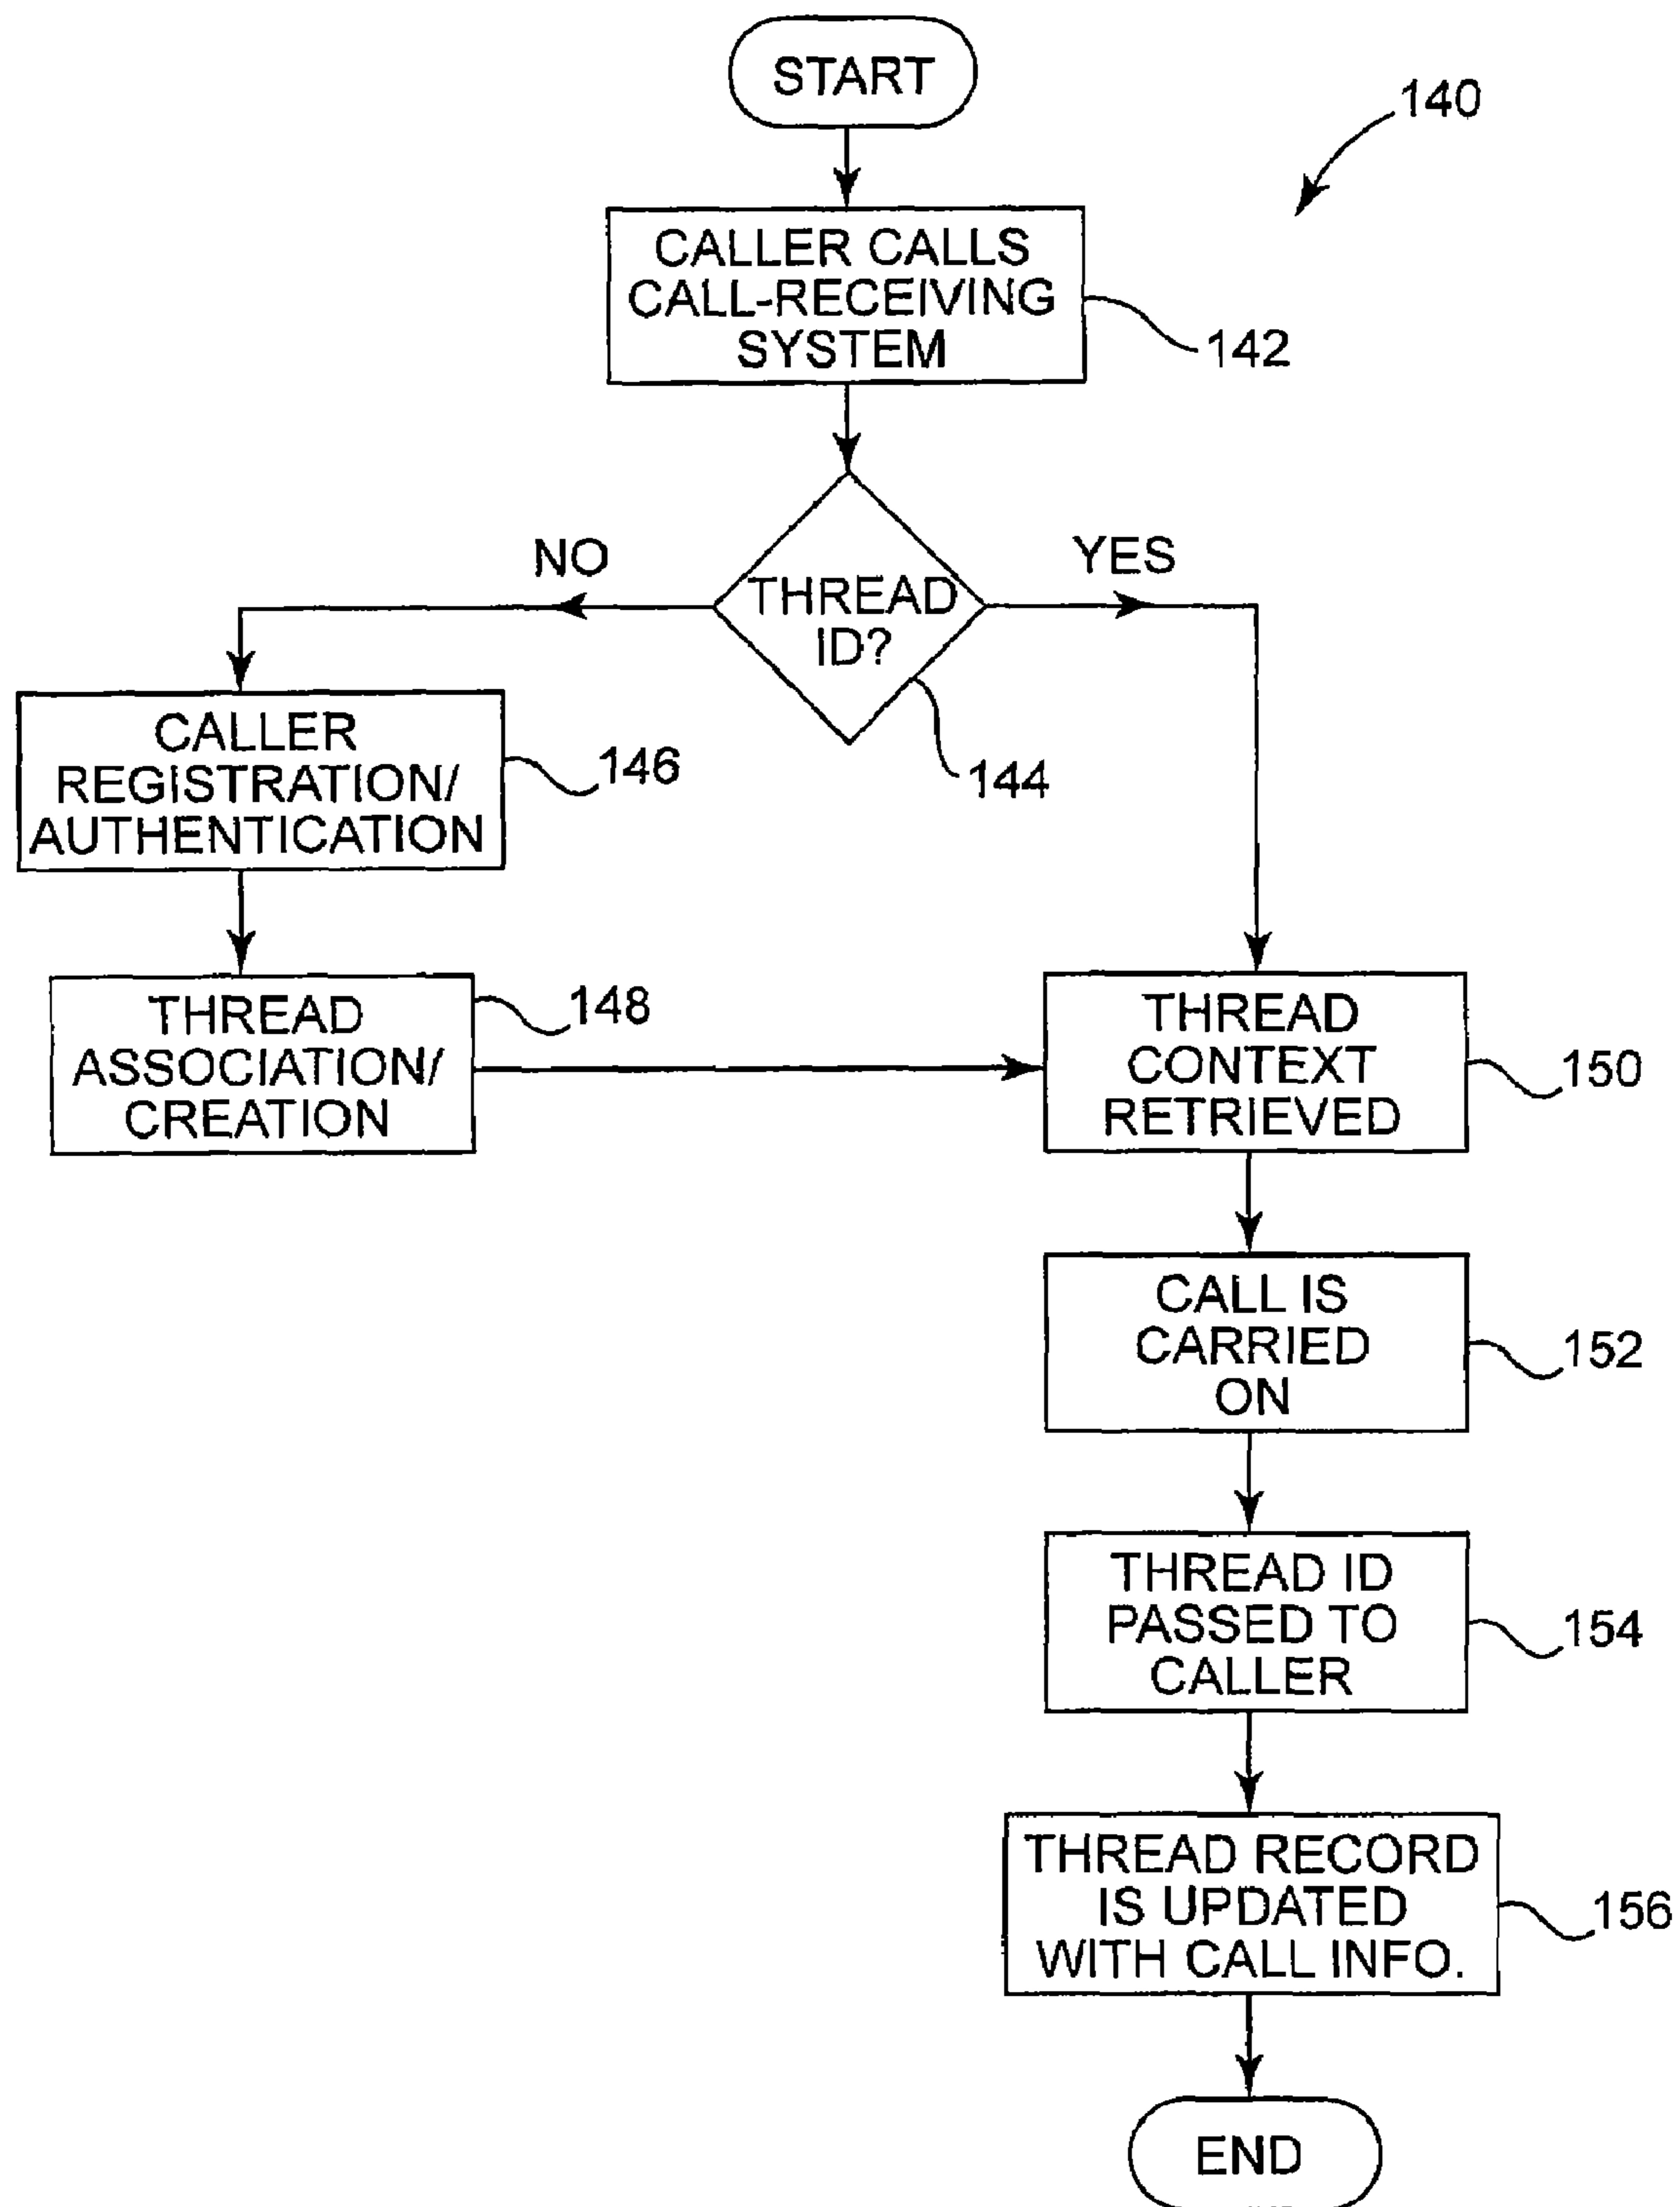 START
140
CALLER CALLS
CALL-RECEIVING
SYSTEM
142
NO
YES
THREAD
ID?
144
CALLER
REGISTRATION/
AUTHENTICATION
146
THREAD
ASSOCIATION/
CREATION
148
THREAD
CONTEXT
RETRIEVED
150
CALL IS
CARRIED
ON
152
THREAD ID
PASSED TO
CALLER
154
THREAD RECORD
IS UPDATED
WITH CALL INFO.
156
END